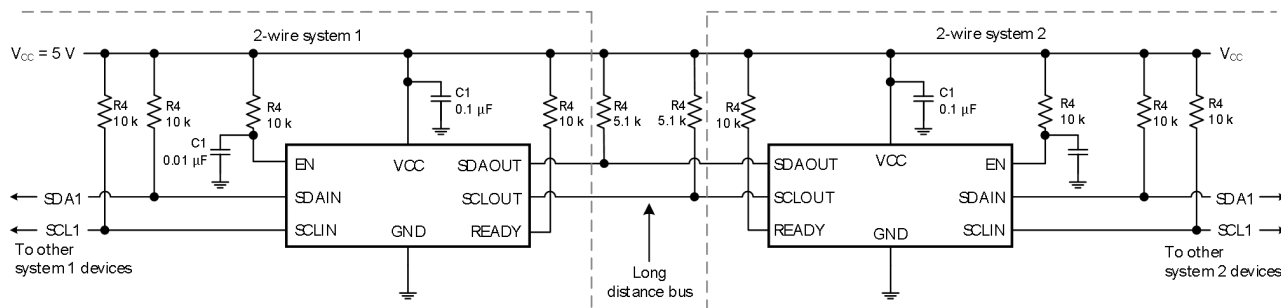 2-wire system 1
2-wire system 2
VCC = 5 V
VCC
R4
10 k
R4
10 k
R4
10 k
C1
0.01 µF
C1
0.1 µF
R4
10 k
R4
5.1 k
R4
5.1 k
R4
10 k
C1
0.1 µF
R4
10 k
R4
10 k
R4
10 k
EN
VCC
SDAOUT
SDAIN
SCLOUT
SCLIN
GND
READY
SDAOUT
VCC
EN
SCLOUT
SDAIN
READY
GND
SCLIN
SDA1
SCL1
To other
system 1 devices
Long
distance bus
SDA1
SCL1
To other
system 2 devices